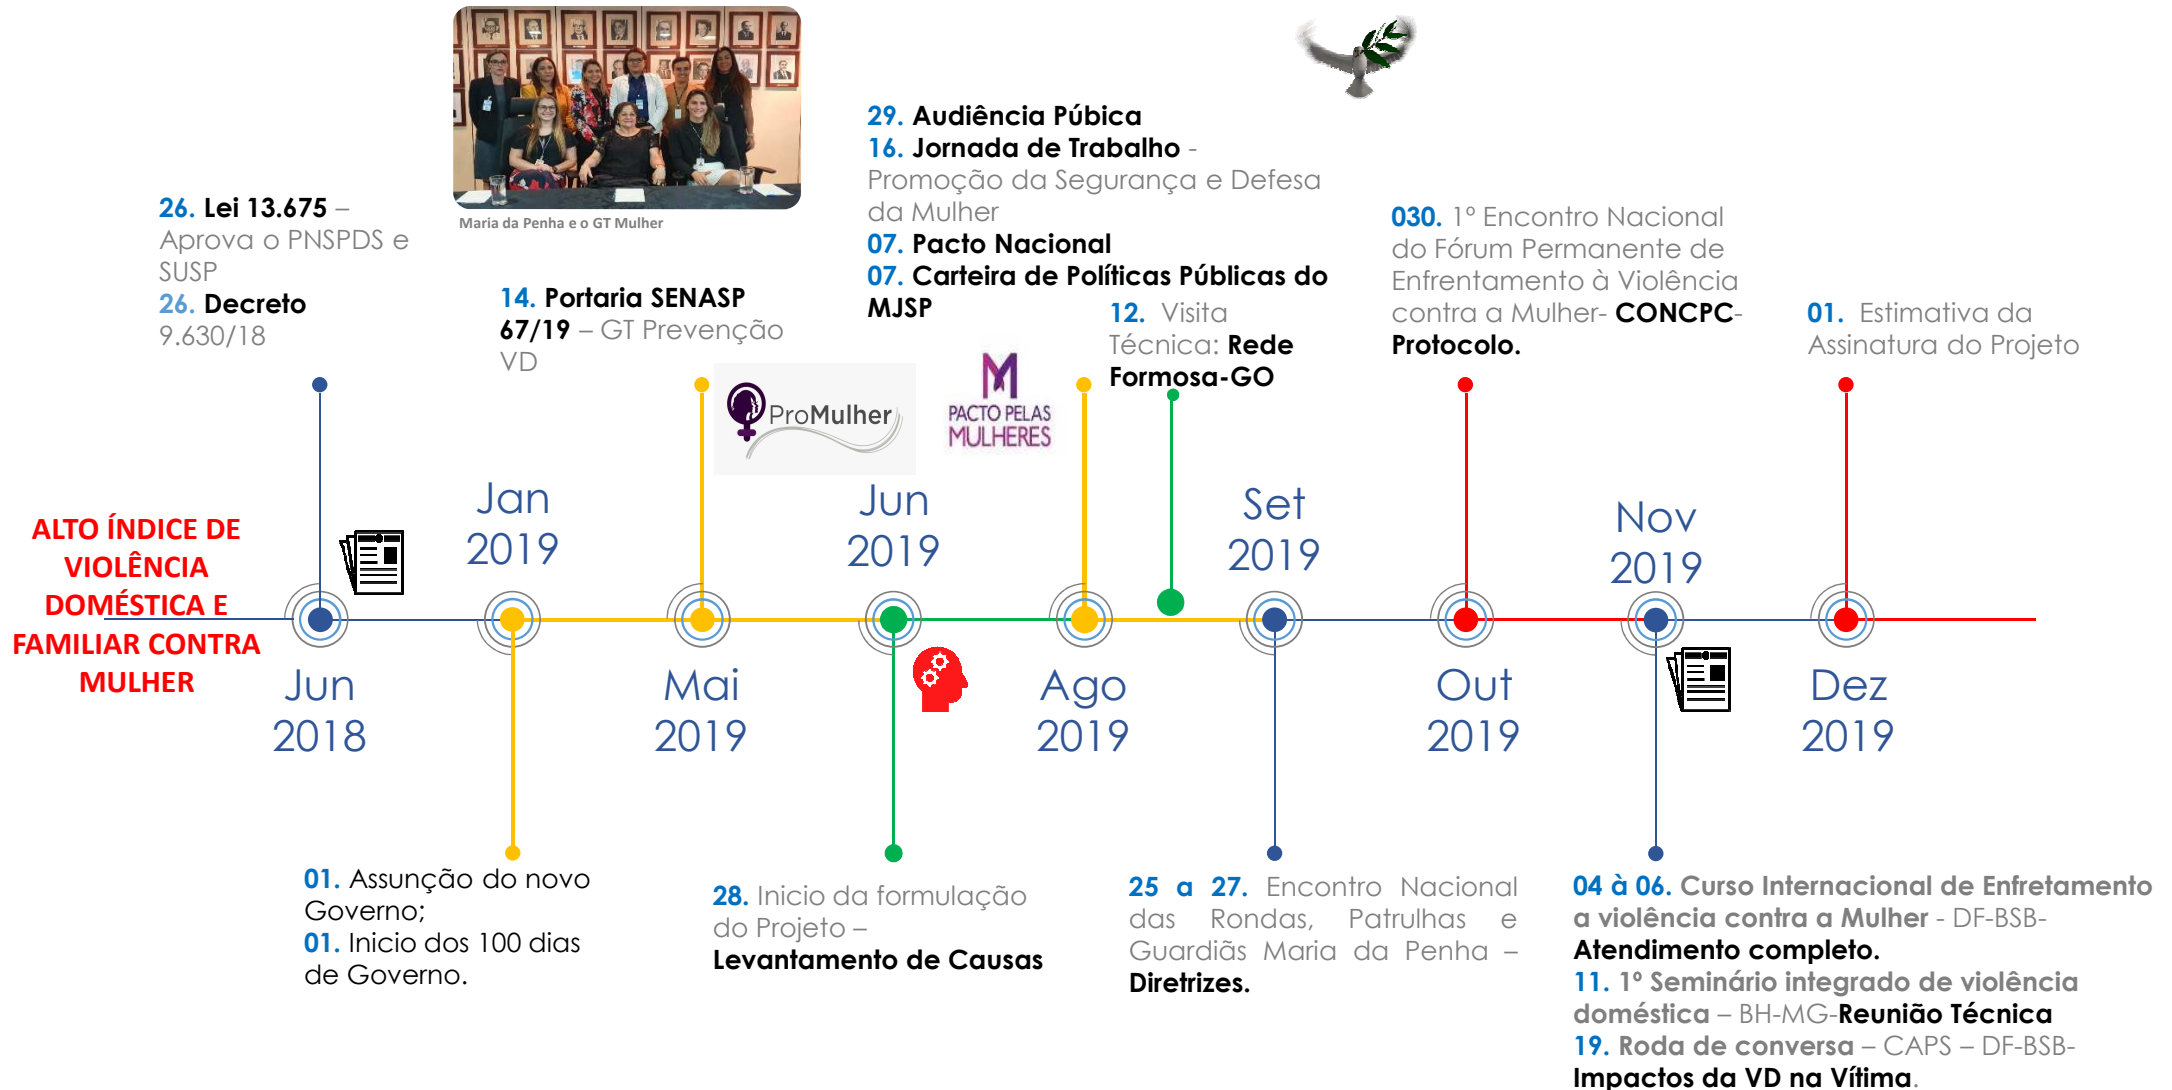 Maria da Penha e o GT Mulher
26. Lei 13.675 –
Aprova o PNSPDS e
SUSP
26. Decreto
9.630/18
14. Portaria SENASP
67/19 – GT Prevenção
VD
29. Audiência Púbica
16. Jornada de Trabalho -
Promoção da Segurança e Defesa
da Mulher
07. Pacto Nacional
07. Carteira de Políticas Públicas do
MJSP
12. Visita
Técnica: Rede
Formosa-GO
030. 1º Encontro Nacional
do Fórum Permanente de
Enfrentamento à Violência
contra a Mulher- CONCPC-
Protocolo.
01. Estimativa da
Assinatura do Projeto
ProMulher
PACTO PELAS
MULHERES
ALTO ÍNDICE DE
VIOLÊNCIA
DOMÉSTICA E
FAMILIAR CONTRA
MULHER
Jun
2018
Jan
2019
Mai
2019
Jun
2019
Ago
2019
Set
2019
Out
2019
Nov
2019
Dez
2019
01. Assunção do novo
Governo;
01. Inicio dos 100 dias
de Governo.
28. Inicio da formulação
do Projeto –
Levantamento de Causas
25 a 27. Encontro Nacional
das Rondas, Patrulhas e
Guardiãs Maria da Penha –
Diretrizes.
04 à 06. Curso Internacional de Enfretamento
a violência contra a Mulher - DF-BSB-
Atendimento completo.
11. 1º Seminário integrado de violência
doméstica – BH-MG-Reunião Técnica
19. Roda de conversa – CAPS – DF-BSB-
Impactos da VD na Vítima.